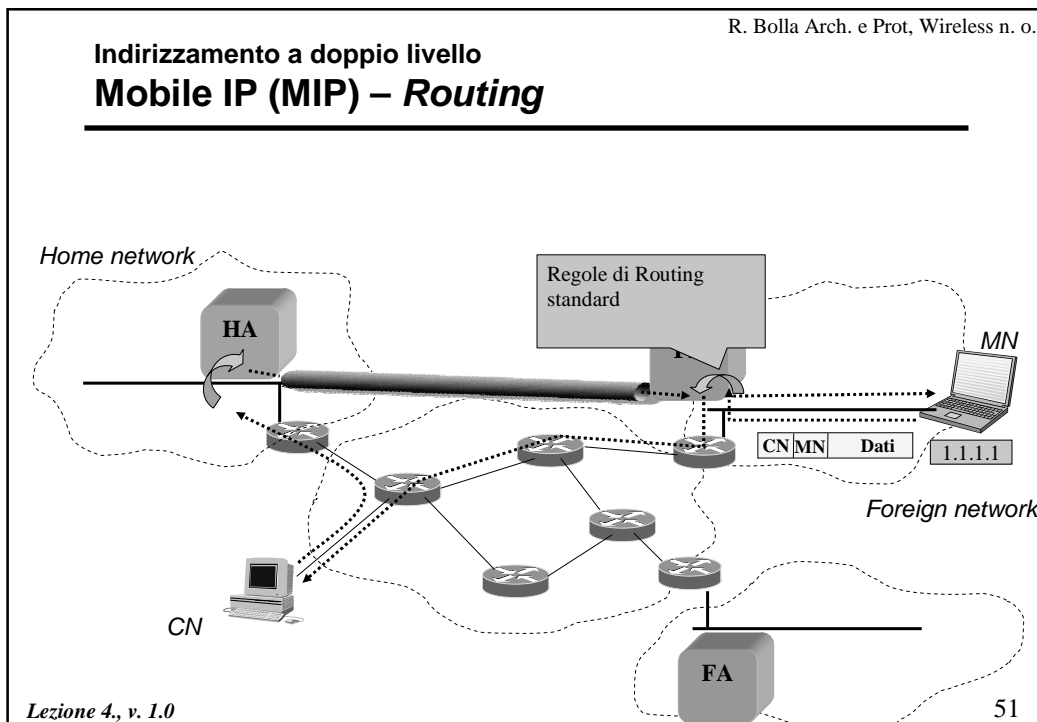 R. Bolla Arch. e Prot, Wireless n. o.
Indirizzamento a doppio livello
Mobile IP (MIP) – Routing
Home network
Regole di Routing
standard
HA
MN
CN MN Dati
1.1.1.1
Foreign network
CN
FA
Lezione 4., v. 1.0
51